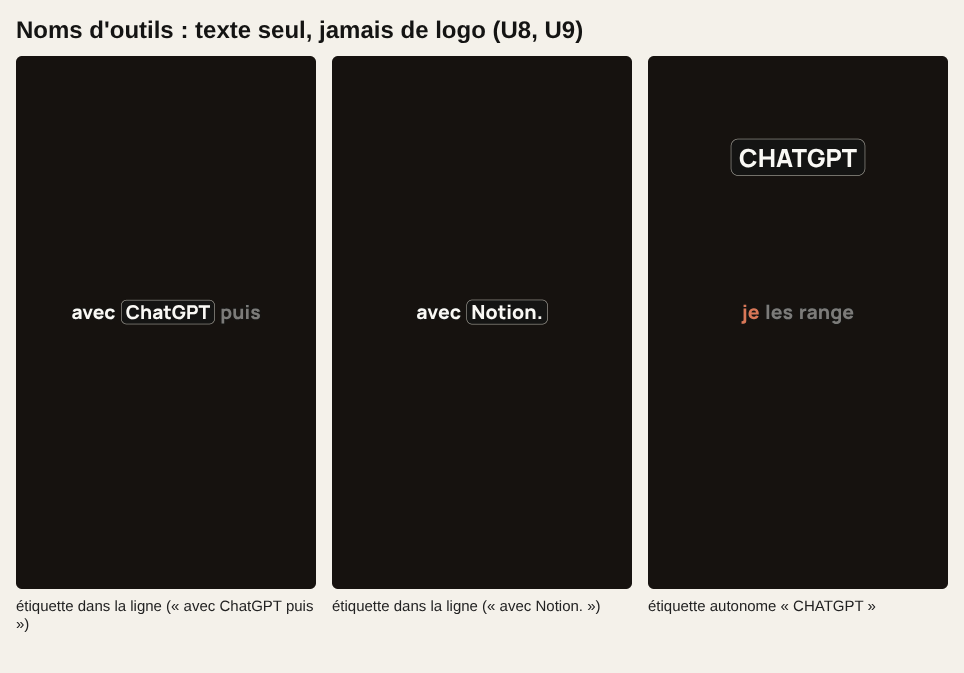 Noms d'outils : texte seul, jamais de logo (U8, U9)
avec ChatGPT puis
avec Notion.
CHATGPT
je les range
étiquette dans la ligne (« avec ChatGPT puis
»)
étiquette dans la ligne (« avec Notion. »)
étiquette autonome « CHATGPT »